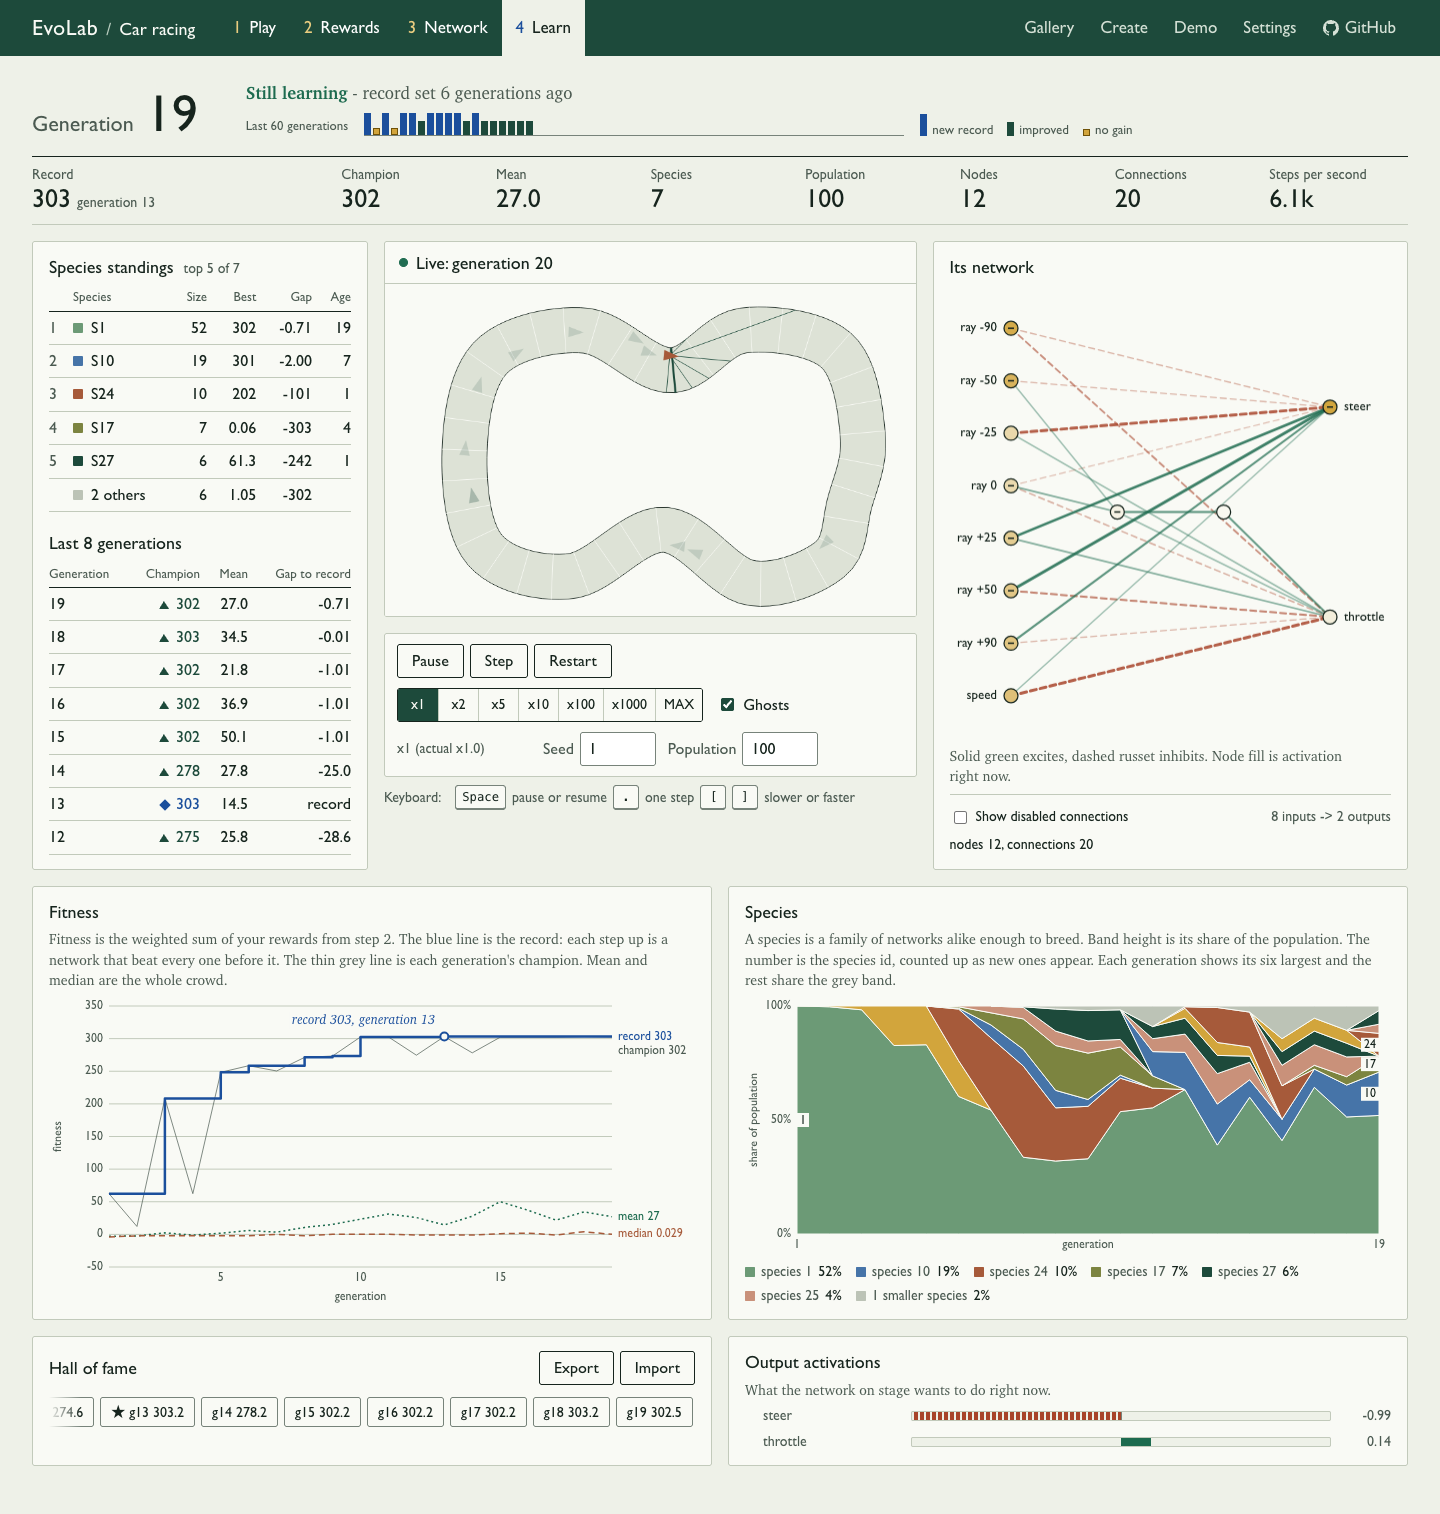 EvoLab / Car racing 1 Play 2 Rewards 3 Network 4 Learn Gallery Create Demo Settings GitHub
Generation 19
Still learning - record set 6 generations ago
Last 60 generations new record improved no gain
Record Champion Mean Species Population Nodes Connections Steps per second
303 generation 13 302 27.0 7 100 12 20 6.1k
Species standings top 5 of 7
Species Size Best Gap Age
1 S1 52 302 -0.71 19
2 S10 19 301 -2.00 7
3 S24 10 202 -101 1
4 S17 7 0.06 -303 4
5 S27 6 61.3 -242 1
2 others 6 1.05 -302
Last 8 generations
Generation Champion Mean Gap to record
19 ▲ 302 27.0 -0.71
18 ▲ 303 34.5 -0.01
17 ▲ 302 21.8 -1.01
16 ▲ 302 36.9 -1.01
15 ▲ 302 50.1 -1.01
14 ▲ 278 27.8 -25.0
13 ◆ 303 14.5 record
12 ▲ 275 25.8 -28.6
Live: generation 20
Pause Step Restart
x1 x2 x5 x10 x100 x1000 MAX Ghosts
x1 (actual x1.0) Seed 1 Population 100
Keyboard: Space pause or resume . one step [ ] slower or faster
Its network
ray -90
ray -50
steer
ray -25
ray 0
ray +25
ray +50
throttle
ray +90
speed
Solid green excites, dashed russet inhibits. Node fill is activation
right now.
Show disabled connections 8 inputs -> 2 outputs
nodes 12, connections 20
Fitness
Fitness is the weighted sum of your rewards from step 2. The blue line is the record: each step up is a
network that beat every one before it. The thin grey line is each generation's champion. Mean and
median are the whole crowd.
350
record 303, generation 13
300 record 303
champion 302
250
200
150
fitness
100
50
mean 27
0 median 0.029
-50
5 10 15
generation
Species
A species is a family of networks alike enough to breed. Band height is its share of the population. The
number is the species id, counted up as new ones appear. Each generation shows its six largest and the
rest share the grey band.
100%
24
17
10
50% 1
share of population
0%
1 generation 19
species 1 52% species 10 19% species 24 10% species 17 7% species 27 6%
species 25 4% 1 smaller species 2%
Hall of fame Export Import
274.6 ★ g13 303.2 g14 278.2 g15 302.2 g16 302.2 g17 302.2 g18 303.2 g19 302.5
Output activations
What the network on stage wants to do right now.
steer -0.99
throttle 0.14